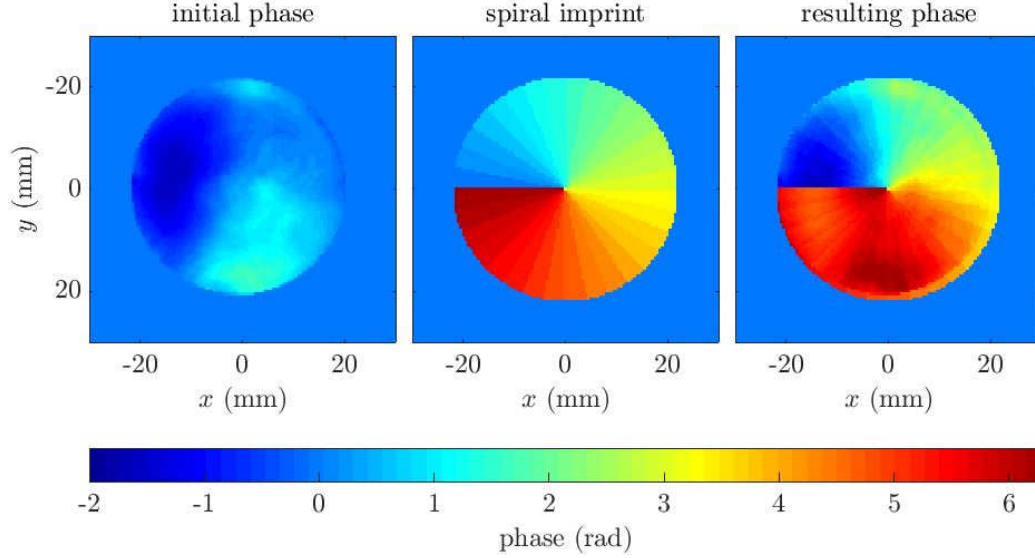 initial phase
spiral imprint
resulting phase
-20
0
20
y (mm)
-20 0 20
x (mm)
-20 0 20
x (mm)
-20 0 20
x (mm)
-2 -1 0 1 2 3 4 5 6
phase (rad)